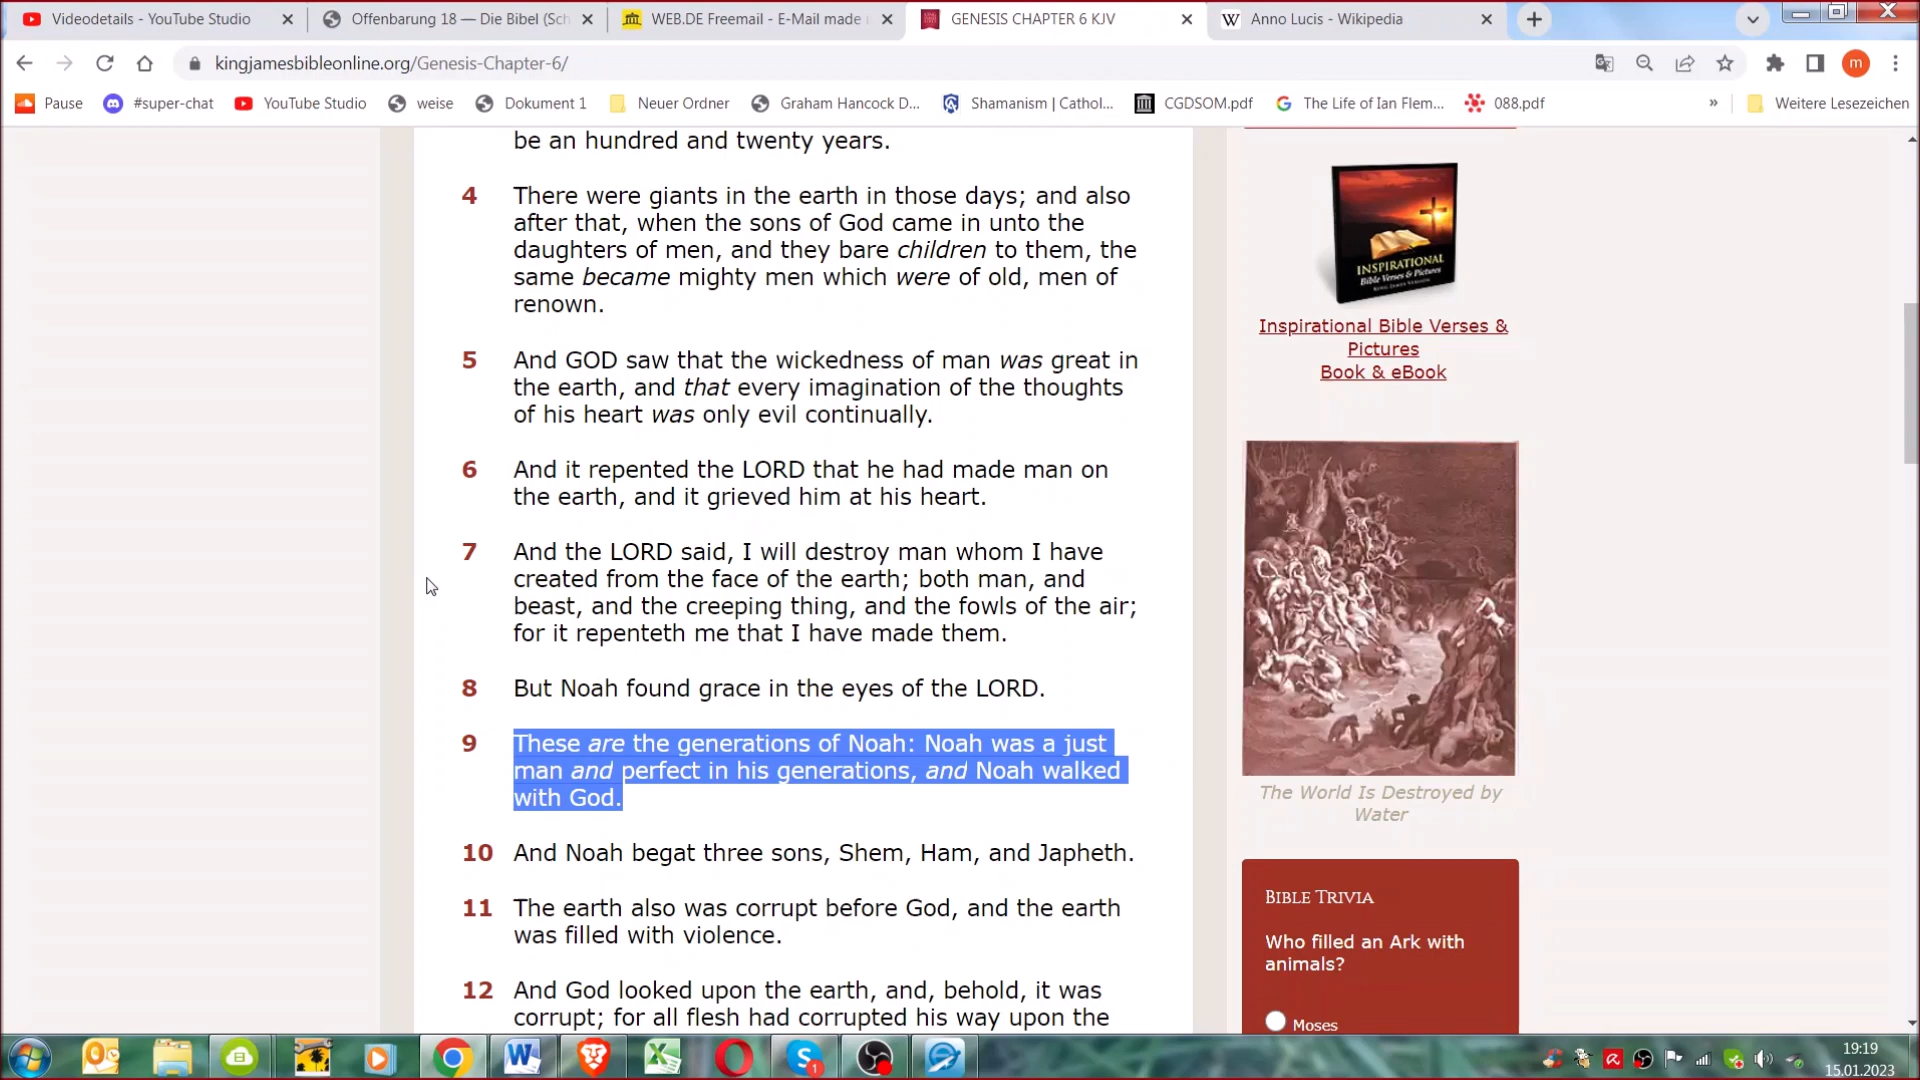 Videodetails - YouTube Studio
Offenbarung 18 — Die Bibel (Sch
WEB.DE Freemail - E-Mail made
GENESIS CHAPTER 6 KJV
Anno Lucis - Wikipedia
kingjamesbibleonline.org/Genesis-Chapter-6/
m
Pause
#super-chat
YouTube Studio
weise
Dokument 1
Neuer Ordner
Graham Hancock D...
Shamanism | Cathol...
CGDSOM.pdf
The Life of Ian Flem...
088.pdf
»
Weitere Lesezeichen
be an hundred and twenty years.
4 There were giants in the earth in those days; and also
after that, when the sons of God came in unto the
daughters of men, and they bare children to them, the
same became mighty men which were of old, men of
renown.
5 And GOD saw that the wickedness of man was great in
the earth, and that every imagination of the thoughts
of his heart was only evil continually.
6 And it repented the LORD that he had made man on
the earth, and it grieved him at his heart.
7 And the LORD said, I will destroy man whom I have
created from the face of the earth; both man, and
beast, and the creeping thing, and the fowls of the air;
for it repenteth me that I have made them.
8 But Noah found grace in the eyes of the LORD.
9 These are the generations of Noah: Noah was a just
man and perfect in his generations, and Noah walked
with God.
10 And Noah begat three sons, Shem, Ham, and Japheth.
11 The earth also was corrupt before God, and the earth
was filled with violence.
12 And God looked upon the earth, and, behold, it was
corrupt; for all flesh had corrupted his way upon the
INSPIRATIONAL
Bible Verses & Pictures
KING JAMES VERSION
Inspirational Bible Verses &
Pictures
Book & eBook
The World Is Destroyed by
Water
BIBLE TRIVIA
Who filled an Ark with
animals?
Moses
19:19
15.01.2023